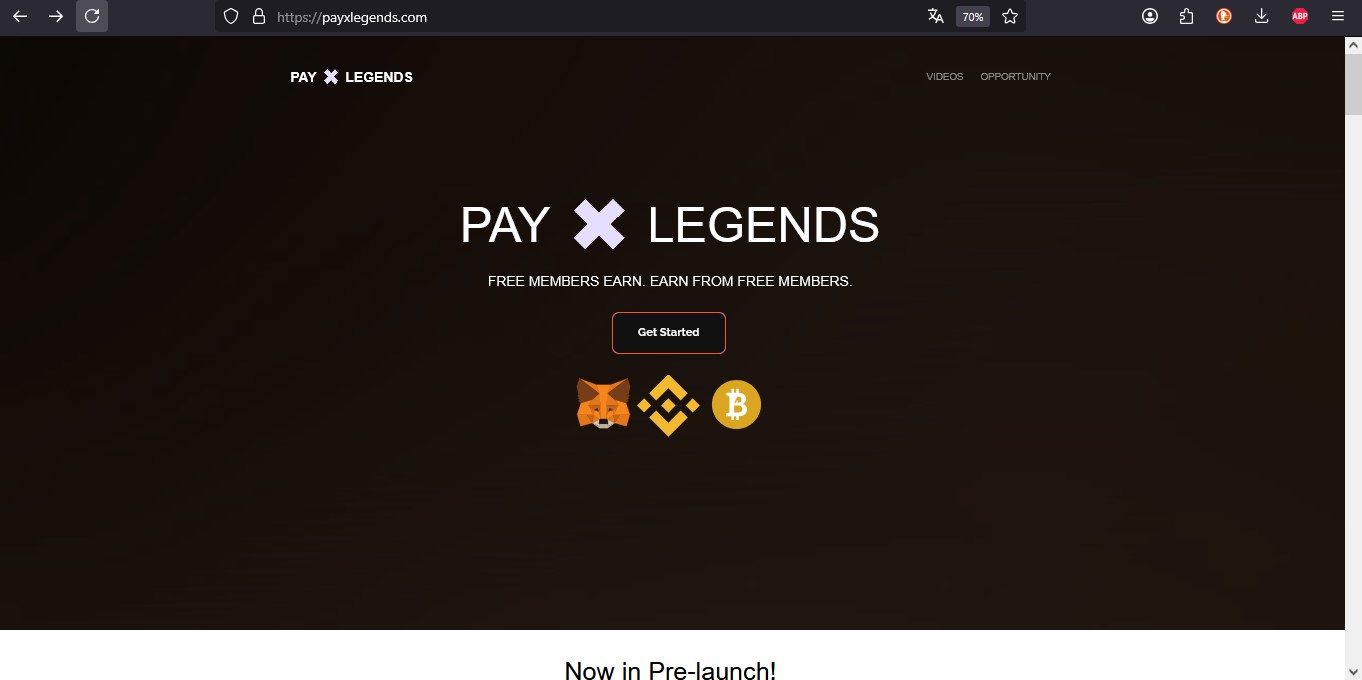 https://payxlegends.com
70%
ABP
PAY ✖ LEGENDS
VIDEOS OPPORTUNITY
PAY ✖ LEGENDS
FREE MEMBERS EARN. EARN FROM FREE MEMBERS.
Get Started
Now in Pre-launch!